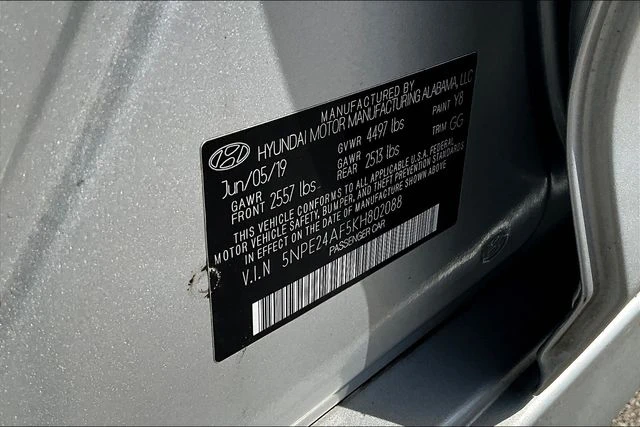 MANUFACTURED BY
HYUNDAI MOTOR MANUFACTURING ALABAMA, LLC
Jun/05/19 GVWR 4497 lbs PAINT Y8
GAWR FRONT 2557 lbs GAWR REAR 2513 lbs TRIM GG
THIS VEHICLE CONFORMS TO ALL APPLICABLE U.S.A. FEDERAL
MOTOR VEHICLE SAFETY, BUMPER, AND THEFT PREVENTION STANDARDS
IN EFFECT ON THE DATE OF MANUFACTURE SHOWN ABOVE.
V.I.N 5NPE24AF5KH802088
PASSENGER CAR